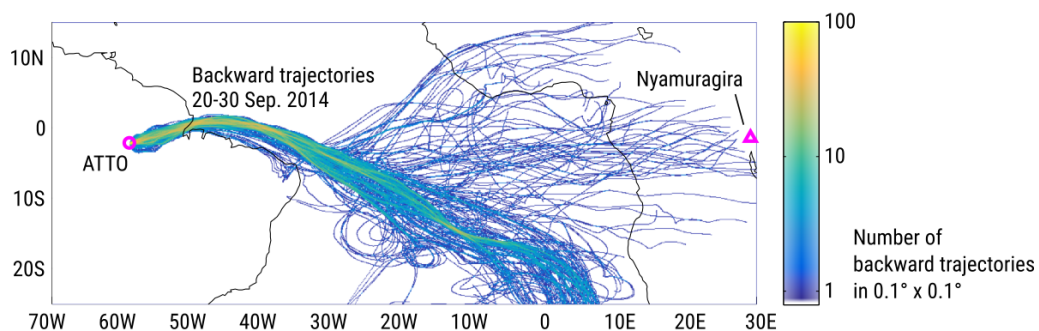 10N
0
10S
20S
70W
60W
50W
40W
30W
20W
10W
0
10E
20E
30E
Backward trajectories
20-30 Sep. 2014
ATTO
Nyamuragira
100
10
1
Number of
backward trajectories
in 0.1° x 0.1°